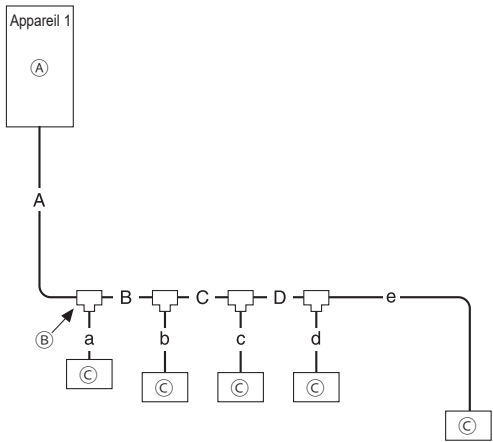 Appareil 1
Ⓐ
A
B C D e
Ⓑ a b c d
Ⓒ Ⓒ Ⓒ Ⓒ
Ⓒ